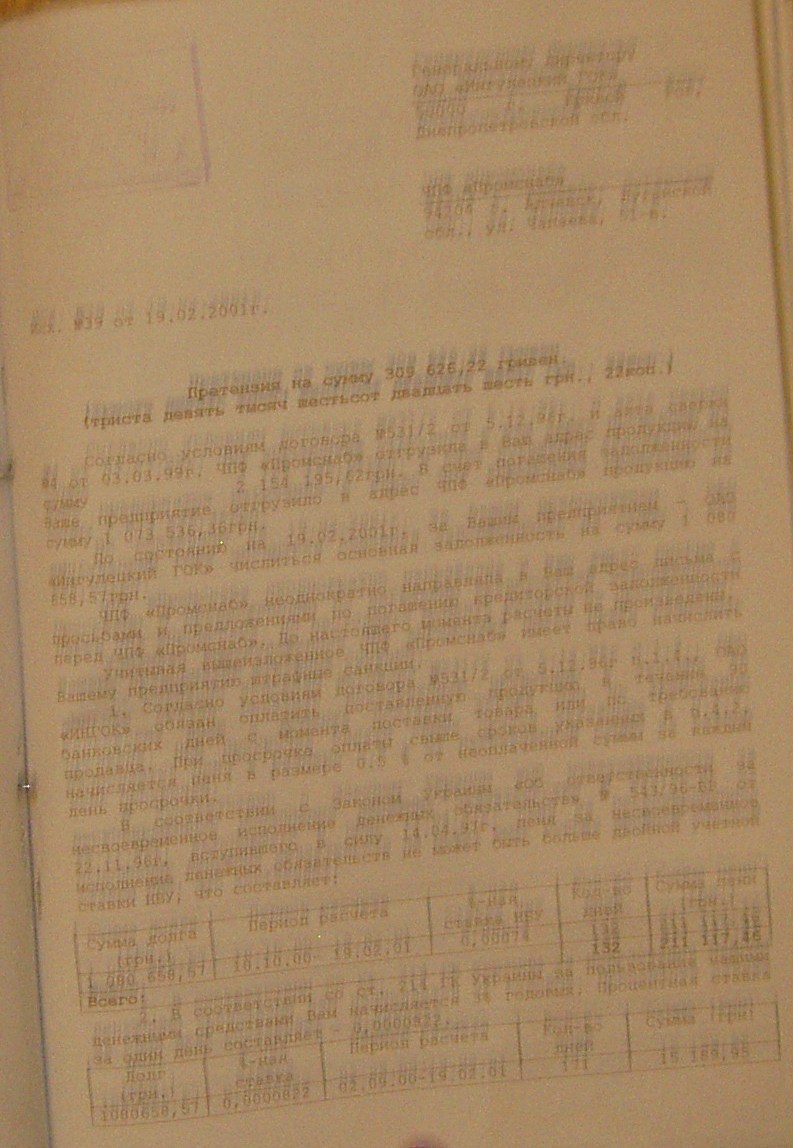 Генеральному директору
ОАО «Ингулецкий ГОК»
г. Кривой Рог,
Днепропетровской обл.
ЧПФ «Промснаб»
94204 г. Алчевск, Луганской
обл., ул. Чапаева,
Исх. №39 от 19.02.2001г.
Претензия на сумму 309 626,22 гривен.
(триста девять тысяч шестьсот двадцать шесть грн., 22коп.)
Согласно условиям договора №531/2 от 5.12.96г. и акта сверки
№4 от 03.03.99г. ЧПФ «Промснаб» отгрузила в Ваш адрес продукции на
сумму 2 154 195,62грн. В счет погашения задолженности
Ваше предприятие отгрузило в адрес ЧПФ «Промснаб» продукцию на
сумму 1 073 536,36грн.
По состоянию на 19.02.2001г. за Вашим предприятием – ОАО
«Ингулецкий ГОК» числиться основная задолженность на сумму 1 080
658,57грн.
ЧПФ «Промснаб» неоднократно направляла в Ваш адрес письма с
просьбами и предложениями по погашению кредиторской задолженности
перед ЧПФ «Промснаб». До настоящего момента расчеты не произведены.
Учитывая вышеизложенное ЧПФ «Промснаб» имеет право начислить
Вашему предприятию штрафные санкции.
1. Согласно условиям договора №531/2 от 5.12.96г ОАО
«ИНГОК» обязан оплатить поставленную продукцию в течении 90
банковских дней с момента поставки товара или по требованию
продавца. При просрочке оплаты свыше сроков указанных в п.4.2.
начисляется пеня в размере 0.5 % от неоплаченной суммы за каждый
день просрочки.
В соответствии с Законом Украины «Об ответственности за
несвоевременное исполнение денежных обязательств» № 543/96-ВР от
22.11.96г. вступившего в силу 14.04.97г. пеня за несвоевременное
исполнение денежных обязательств не может быть больше двойной учетной
ставки НБУ, что составляет:
Сумма долга (грн.) Период расчета %-ная ставка НБУ Кол-во дней Сумма пени (грн.)
1 080 658,57 10.10.00- 19.02.01 0,00074 132 211 117,46
Всего: 132 211 117,46
2. В соответствии со ст. 214 ГК Украины за пользование чужими
денежными средствами Вам начисляется 3% годовых. Процентная ставка
за один день составляет – 0,0000822.
Долг (грн.) %-ная ставка Период расчета Кол-во дней Сумма (грн)
1080658,57 0,0000822 02.09.00-19.02.01 171 15 189,95